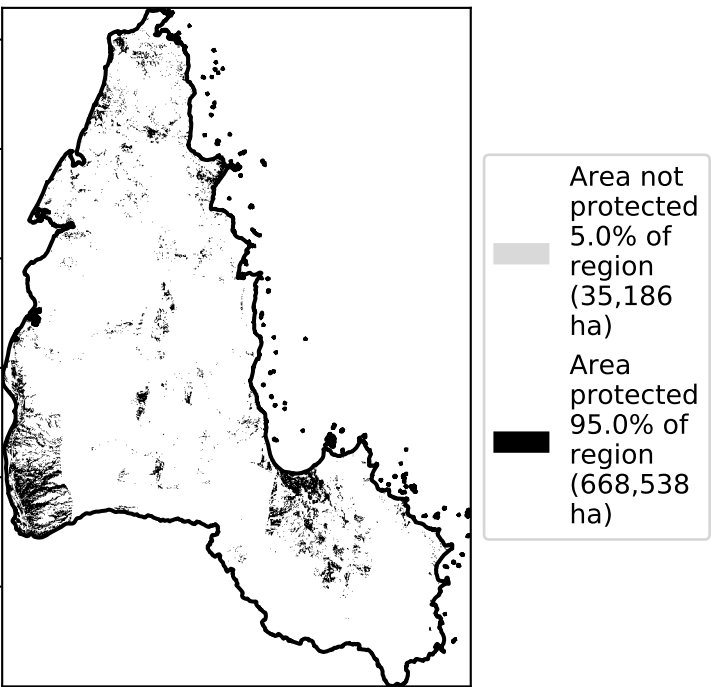 Area not
protected
5.0% of
region
(35,186
ha)
Area
protected
95.0% of
region
(668,538
ha)